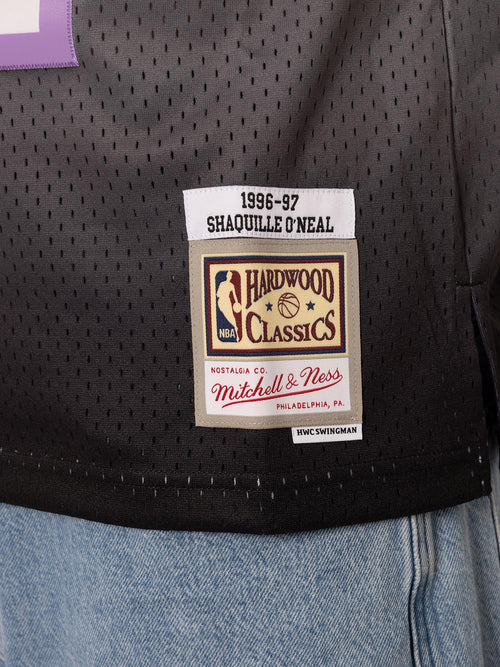 1996-97
SHAQUILLE O'NEAL
HARDWOOD
NBA
CLASSICS
NOSTALGIA CO.
Mitchell & Ness
PHILADELPHIA, PA.
HWC SWINGMAN